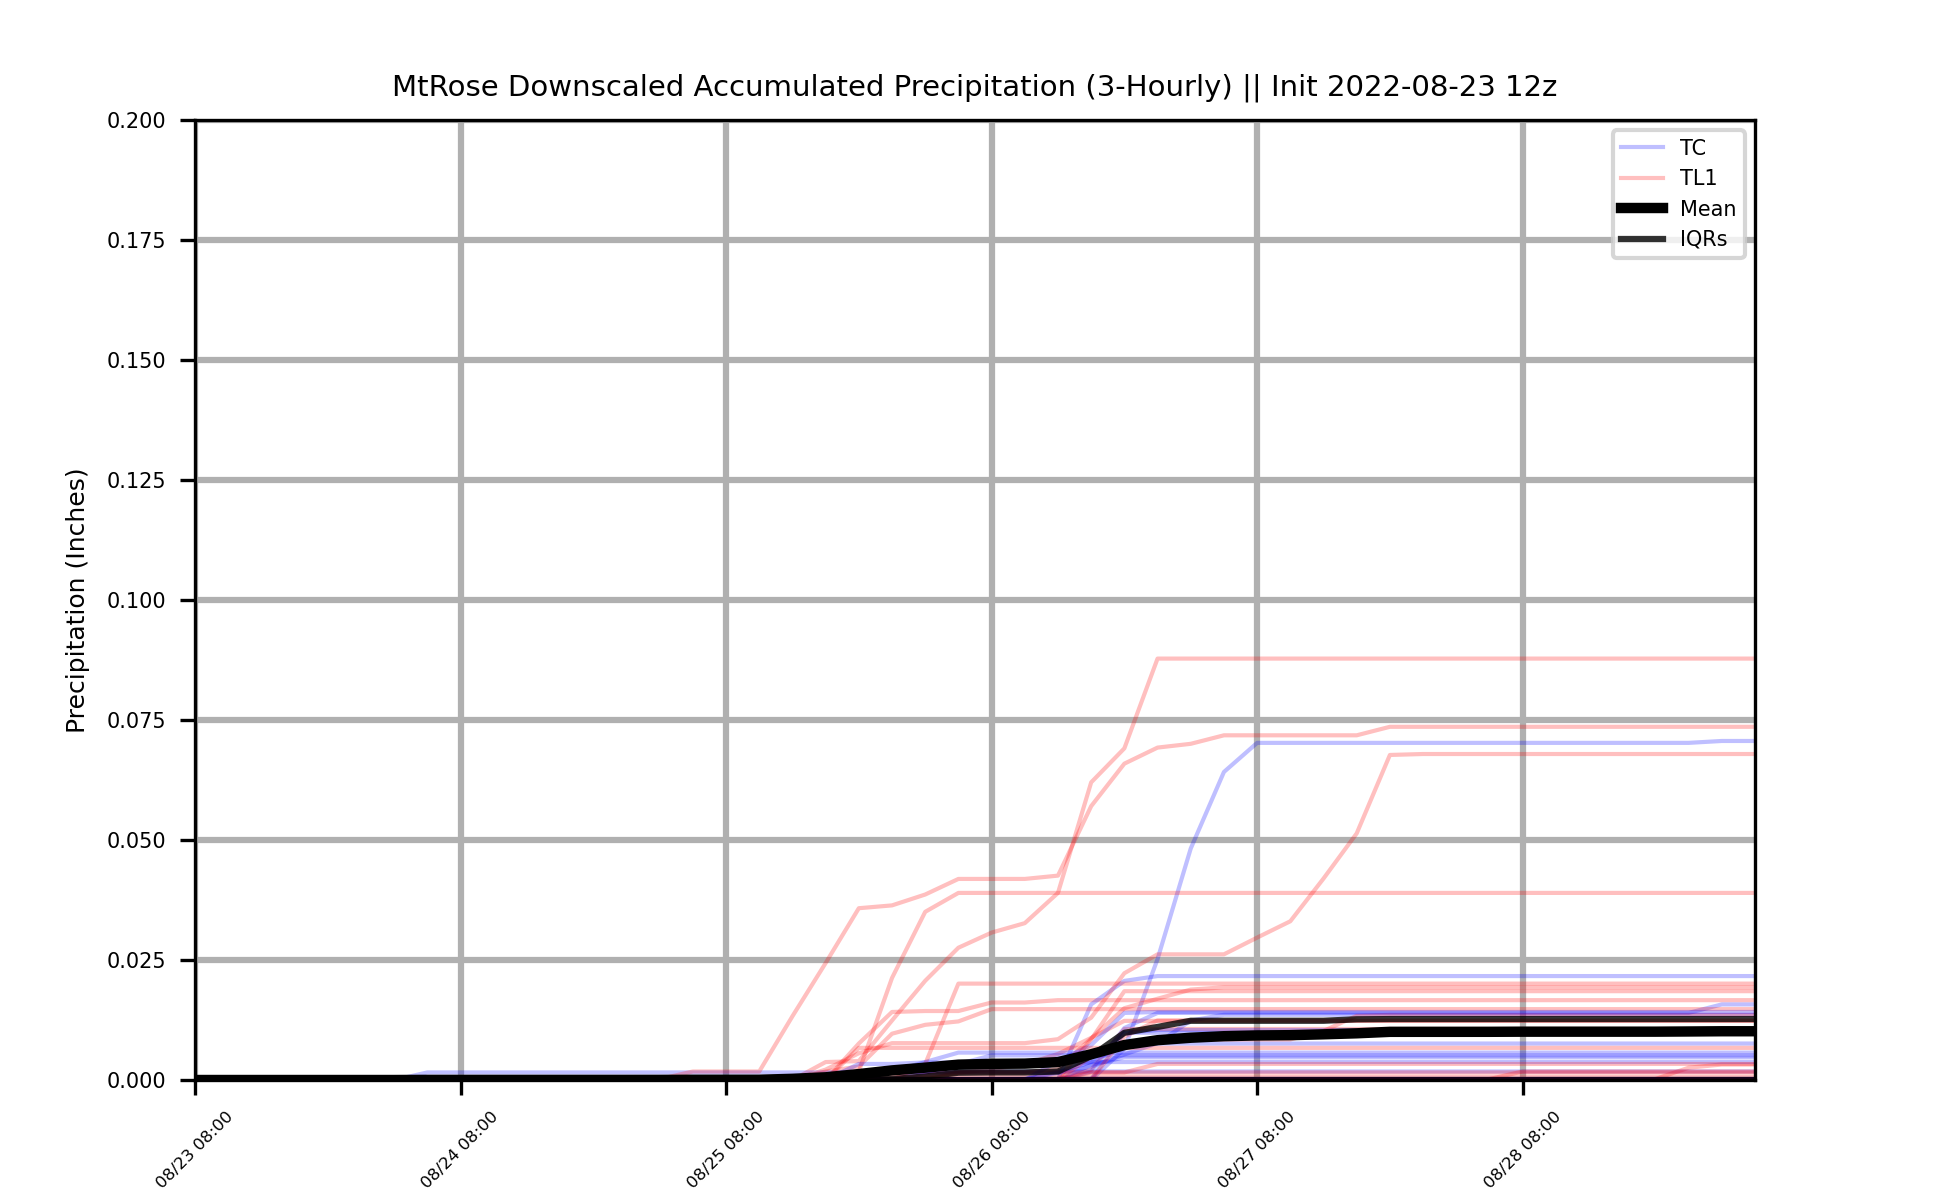 MtRose Downscaled Accumulated Precipitation (3-Hourly) || Init 2022-08-23 12z
0.200
0.175
0.150
0.125
0.100
0.075
0.050
0.025
0.000
Precipitation (Inches)
TC
TL1
Mean
IQRs
08/23 08:00
08/24 08:00
08/25 08:00
08/26 08:00
08/27 08:00
08/28 08:00